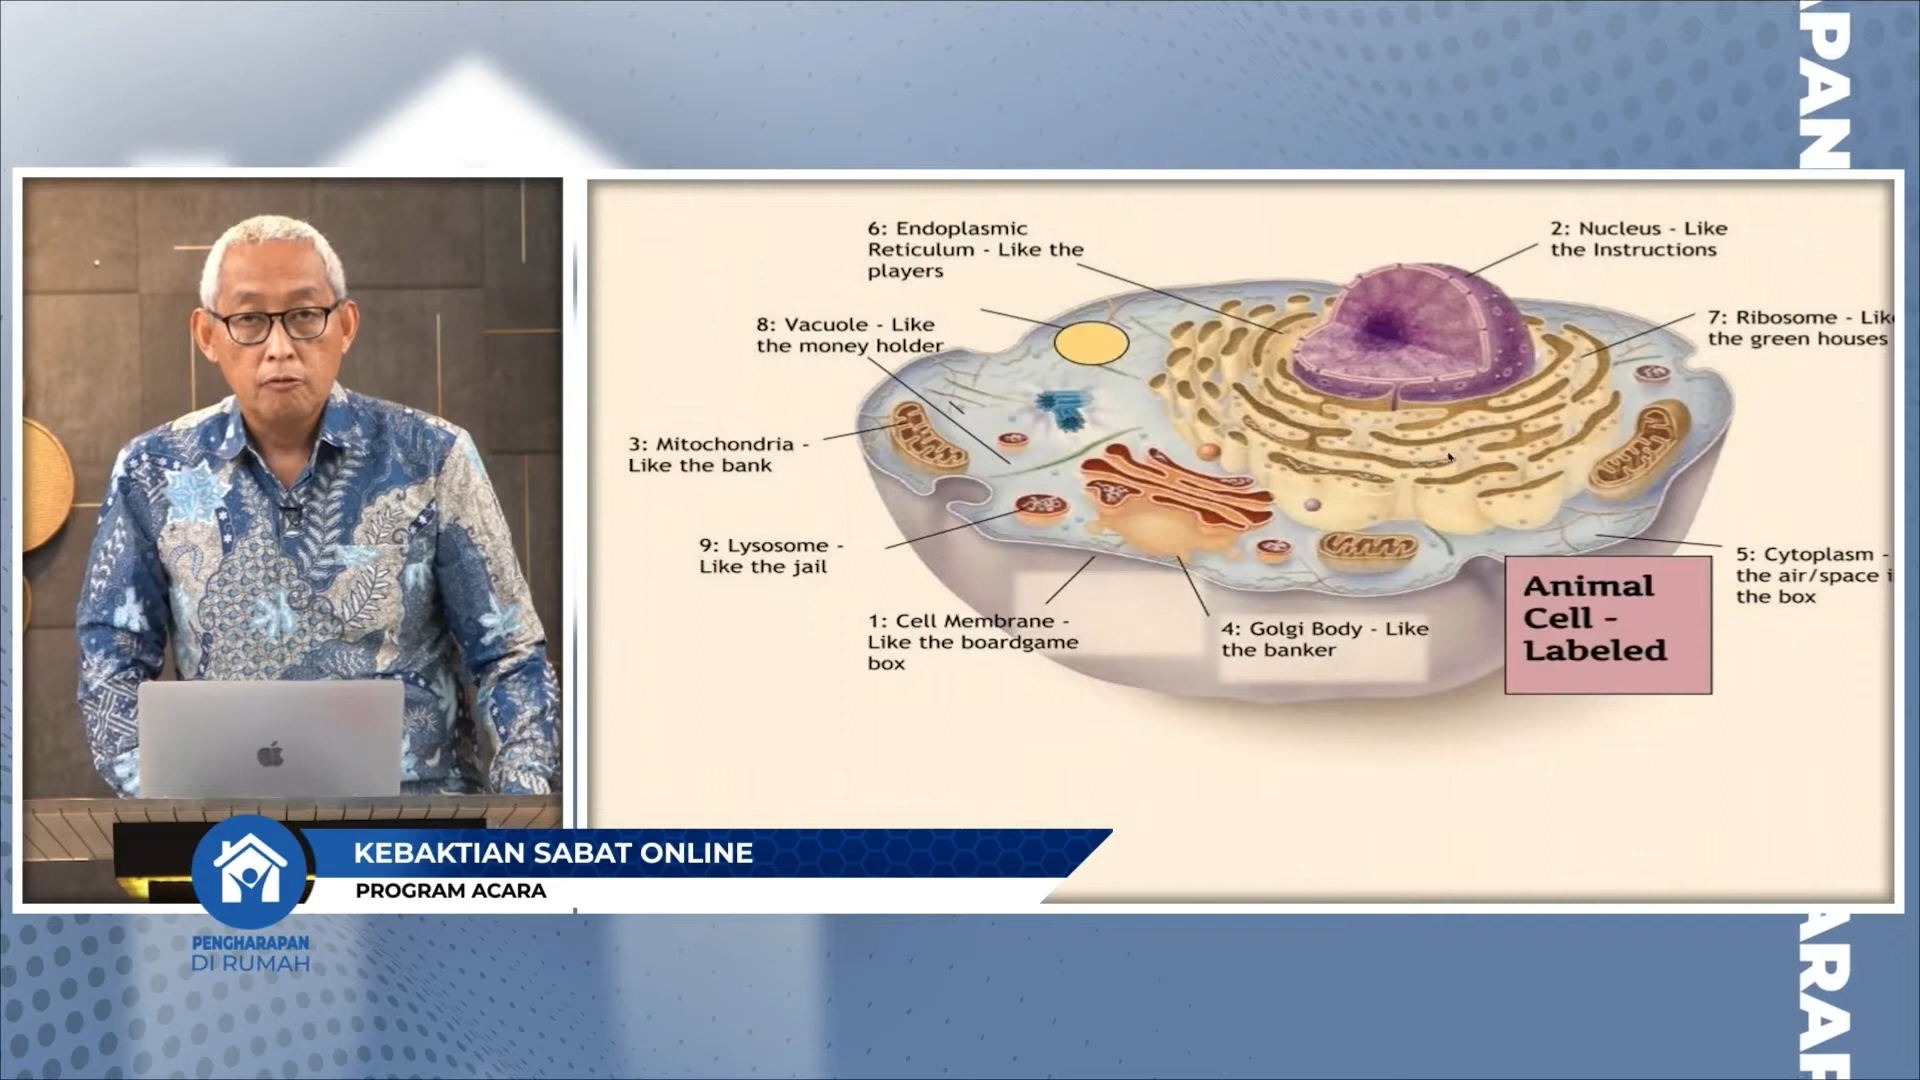 6: Endoplasmic
Reticulum - Like the
players
2: Nucleus - Like
the Instructions
8: Vacuole - Like
the money holder
7: Ribosome - Lik
the green houses
3: Mitochondria -
Like the bank
9: Lysosome -
Like the jail
5: Cytoplasm -
the air/space i
the box
1: Cell Membrane -
Like the boardgame
box
4: Golgi Body - Like
the banker
Animal
Cell -
Labeled
KEBAKTIAN SABAT ONLINE
PROGRAM ACARA
PENGHARAPAN
DI RUMAH
APAN
ARAP